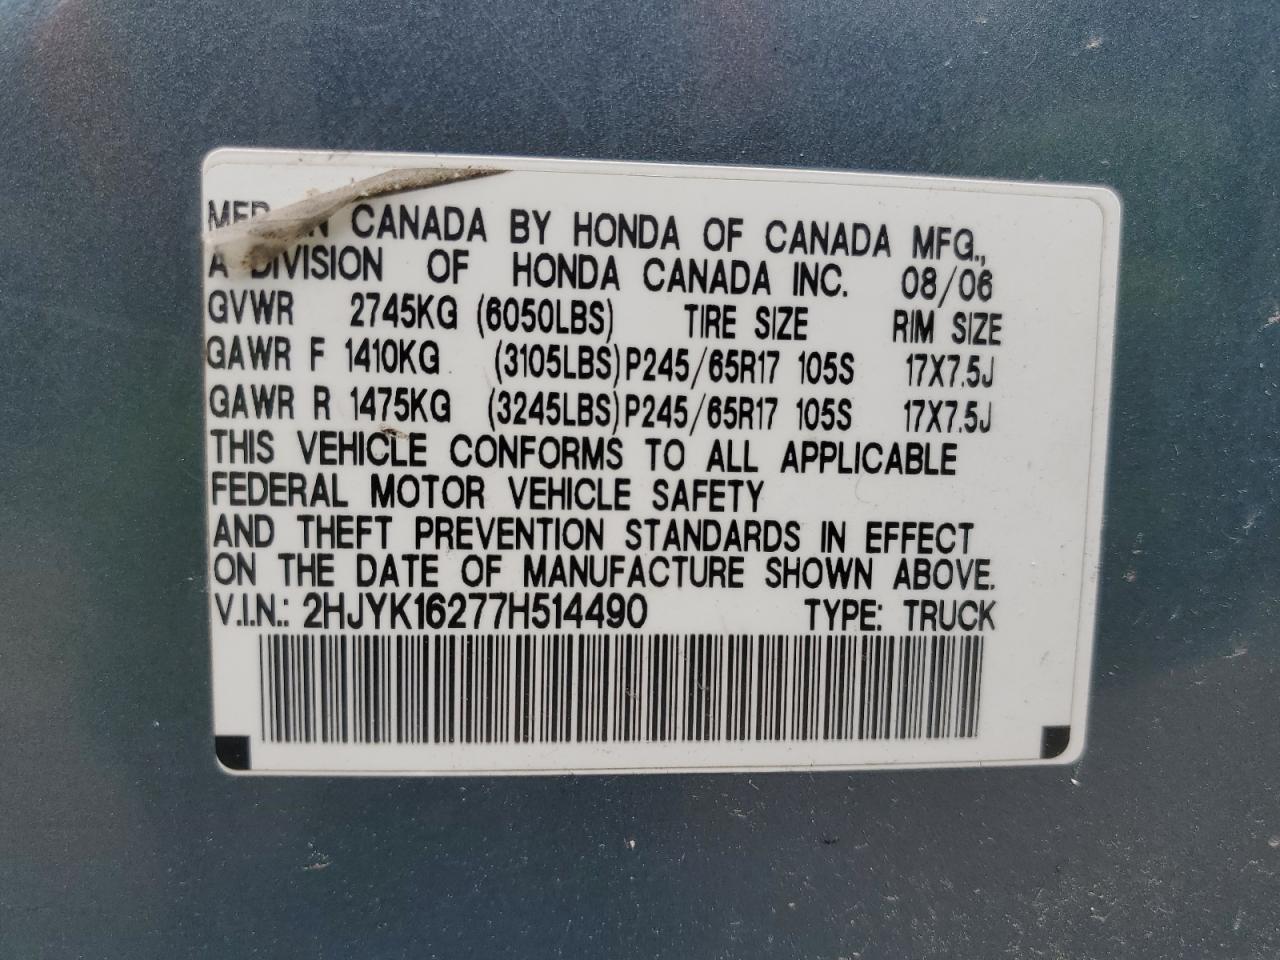 CANADA BY HONDA OF CANADA MFG.,
A DIVISION OF HONDA CANADA INC. 08/06
GVWR 2745KG (6050LBS) TIRE SIZE RIM SIZE
GAWR F 1410KG (3105LBS) P245/65R17 105S 17X7.5J
GAWR R 1475KG (3245LBS) P245/65R17 105S 17X7.5J
THIS VEHICLE CONFORMS TO ALL APPLICABLE
FEDERAL MOTOR VEHICLE SAFETY
AND THEFT PREVENTION STANDARDS IN EFFECT
ON THE DATE OF MANUFACTURE SHOWN ABOVE.
V.I.N.: 2HJYK16277H514490 TYPE: TRUCK